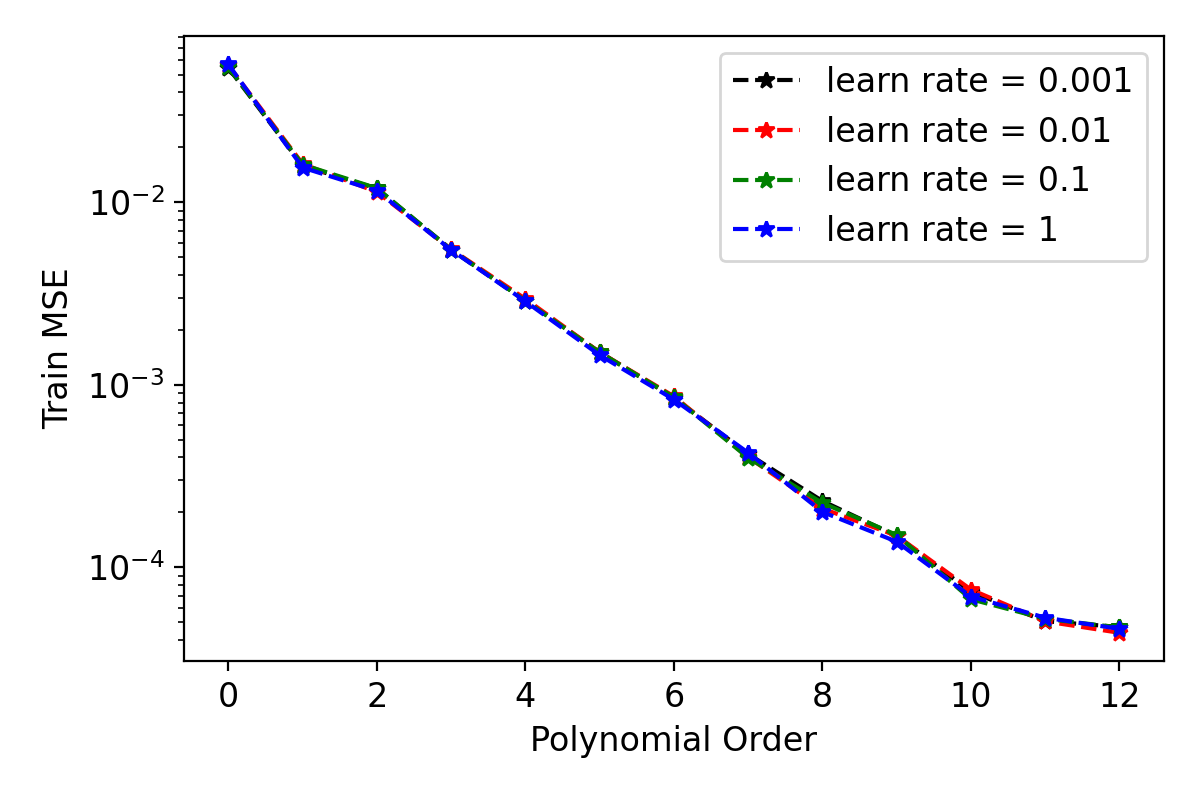 learn rate = 0.001
learn rate = 0.01
learn rate = 0.1
learn rate = 1
Train MSE
10⁻²
10⁻³
10⁻⁴
0 2 4 6 8 10 12
Polynomial Order